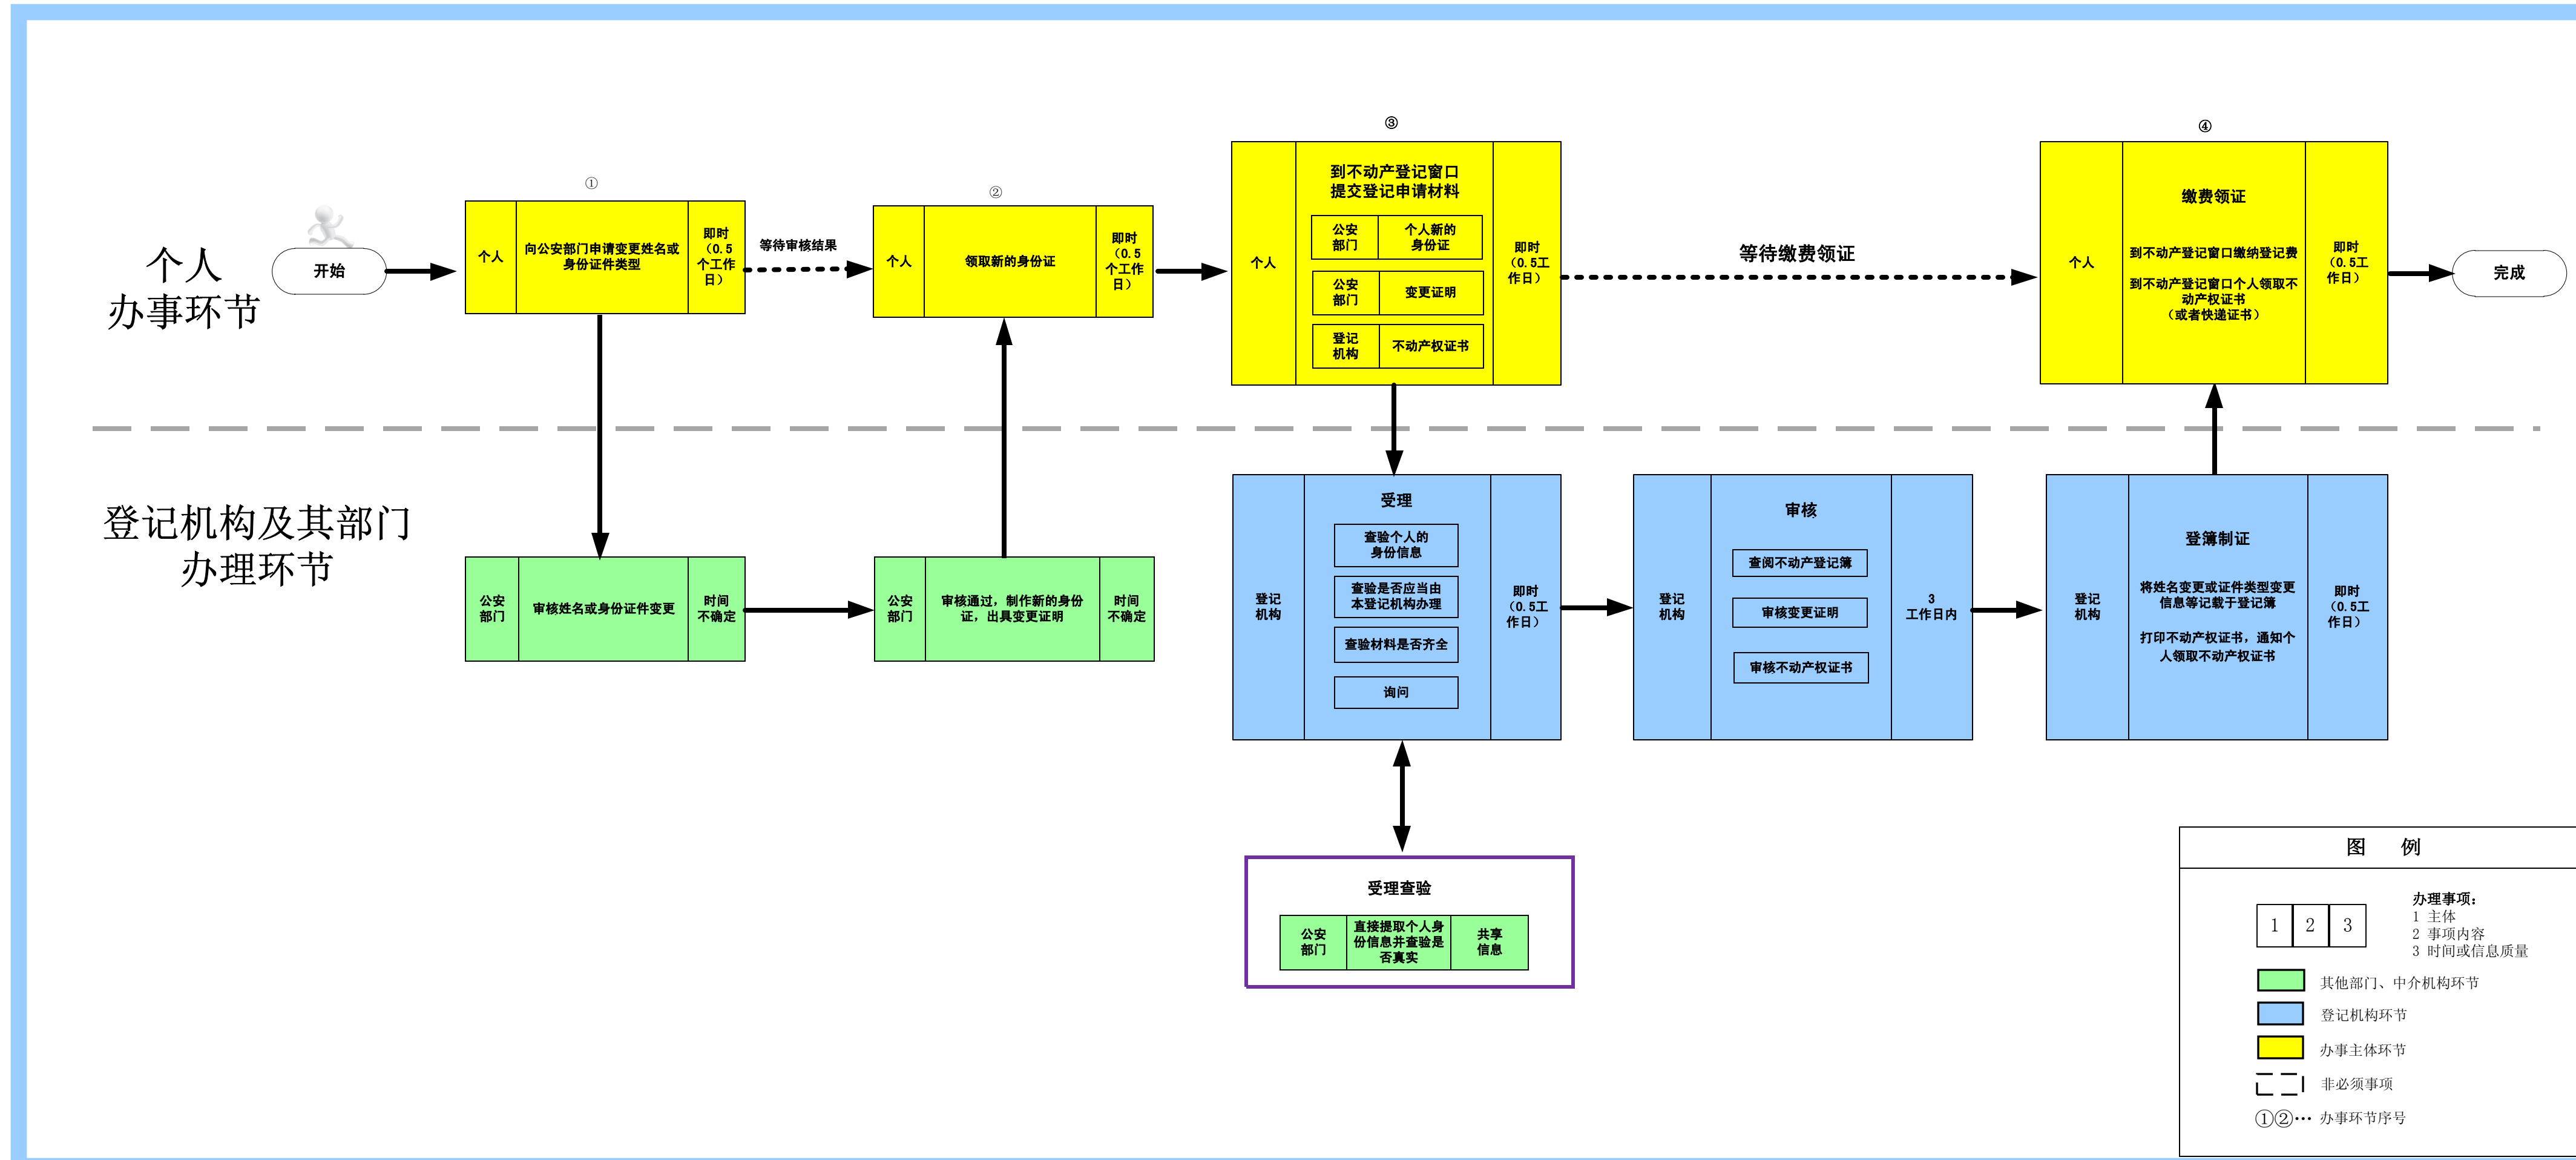 个人
办事环节
开始
①
个人
向公安部门申请变更姓名或
身份证件类型
即时
（0.5
个工作
日）
等待审核结果
②
个人
领取新的身份证
即时
（0.5
个工作
日）
③
个人
到不动产登记窗口
提交登记申请材料
公安
部门
个人新的
身份证
公安
部门
变更证明
登记
机构
不动产权证书
即时
（0.5工
作日）
等待缴费领证
④
个人
缴费领证
到不动产登记窗口缴纳登记费
到不动产登记窗口个人领取不
动产权证书
（或者快递证书）
即时
（0.5工
作日）
完成
登记机构及其部门
办理环节
公安
部门
审核姓名或身份证件变更
时间
不确定
公安
部门
审核通过，制作新的身份
证，出具变更证明
时间
不确定
登记
机构
受理
查验个人的
身份信息
查验是否应当由
本登记机构办理
查验材料是否齐全
询问
即时
（0.5工
作日）
登记
机构
审核
查阅不动产登记簿
审核变更证明
审核不动产权证书
3
工作日内
登记
机构
登簿制证
将姓名变更或证件类型变更
信息等记载于登记簿
打印不动产权证书，通知个
人领取不动产权证书
即时
（0.5工
作日）
受理查验
公安
部门
直接提取个人身
份信息并查验是
否真实
共享
信息
图 例
1 2 3
办理事项：
1 主体
2 事项内容
3 时间或信息质量
其他部门、中介机构环节
登记机构环节
办事主体环节
非必须事项
①②… 办事环节序号